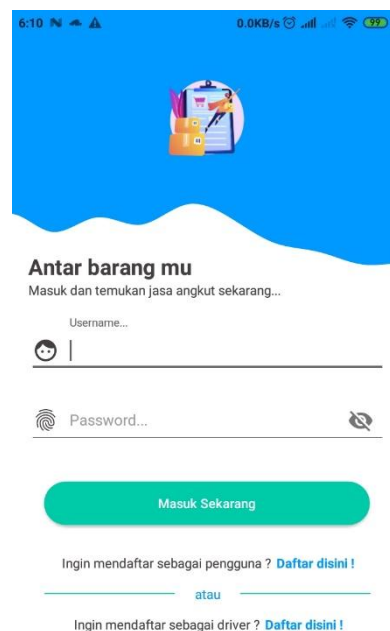 6:10 0.0KB/s 99
Antar barang mu
Masuk dan temukan jasa angkut sekarang...
Username...
Password...
Masuk Sekarang
Ingin mendaftar sebagai pengguna ? Daftar disini !
atau
Ingin mendaftar sebagai driver ? Daftar disini !